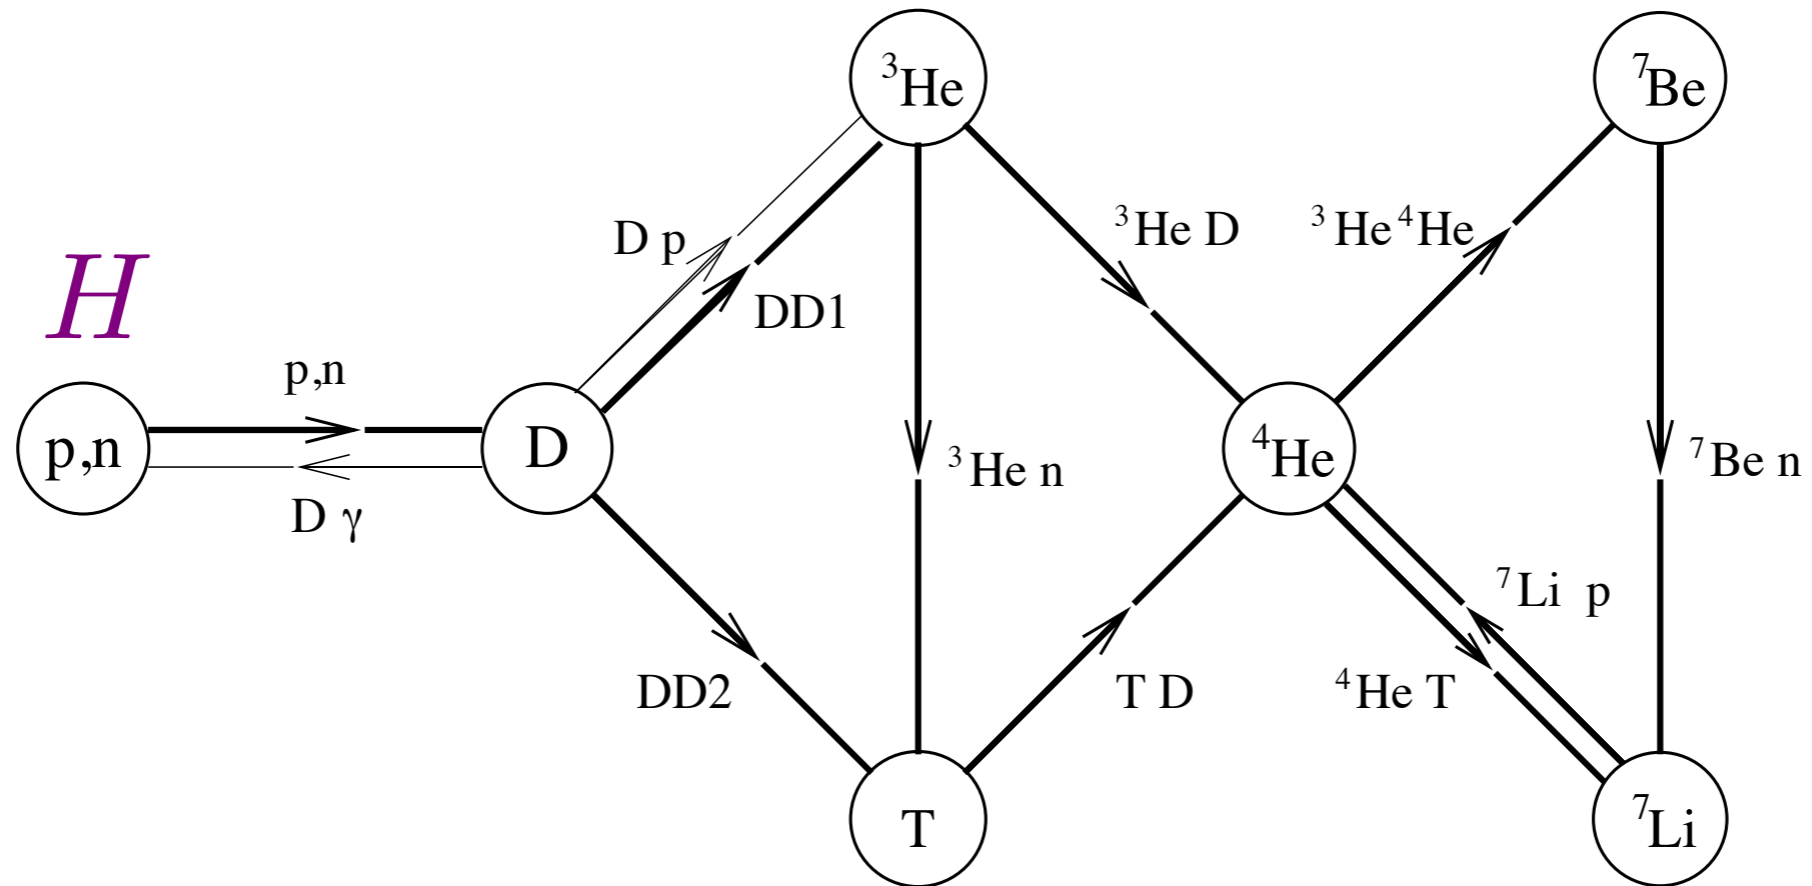 ³He
⁷Be
D p
³He D
³He ⁴He
H
DD1
p,n
p,n
D
³He n
⁴He
⁷Be n
D γ
⁷Li p
DD2
T D
⁴He T
T
⁷Li